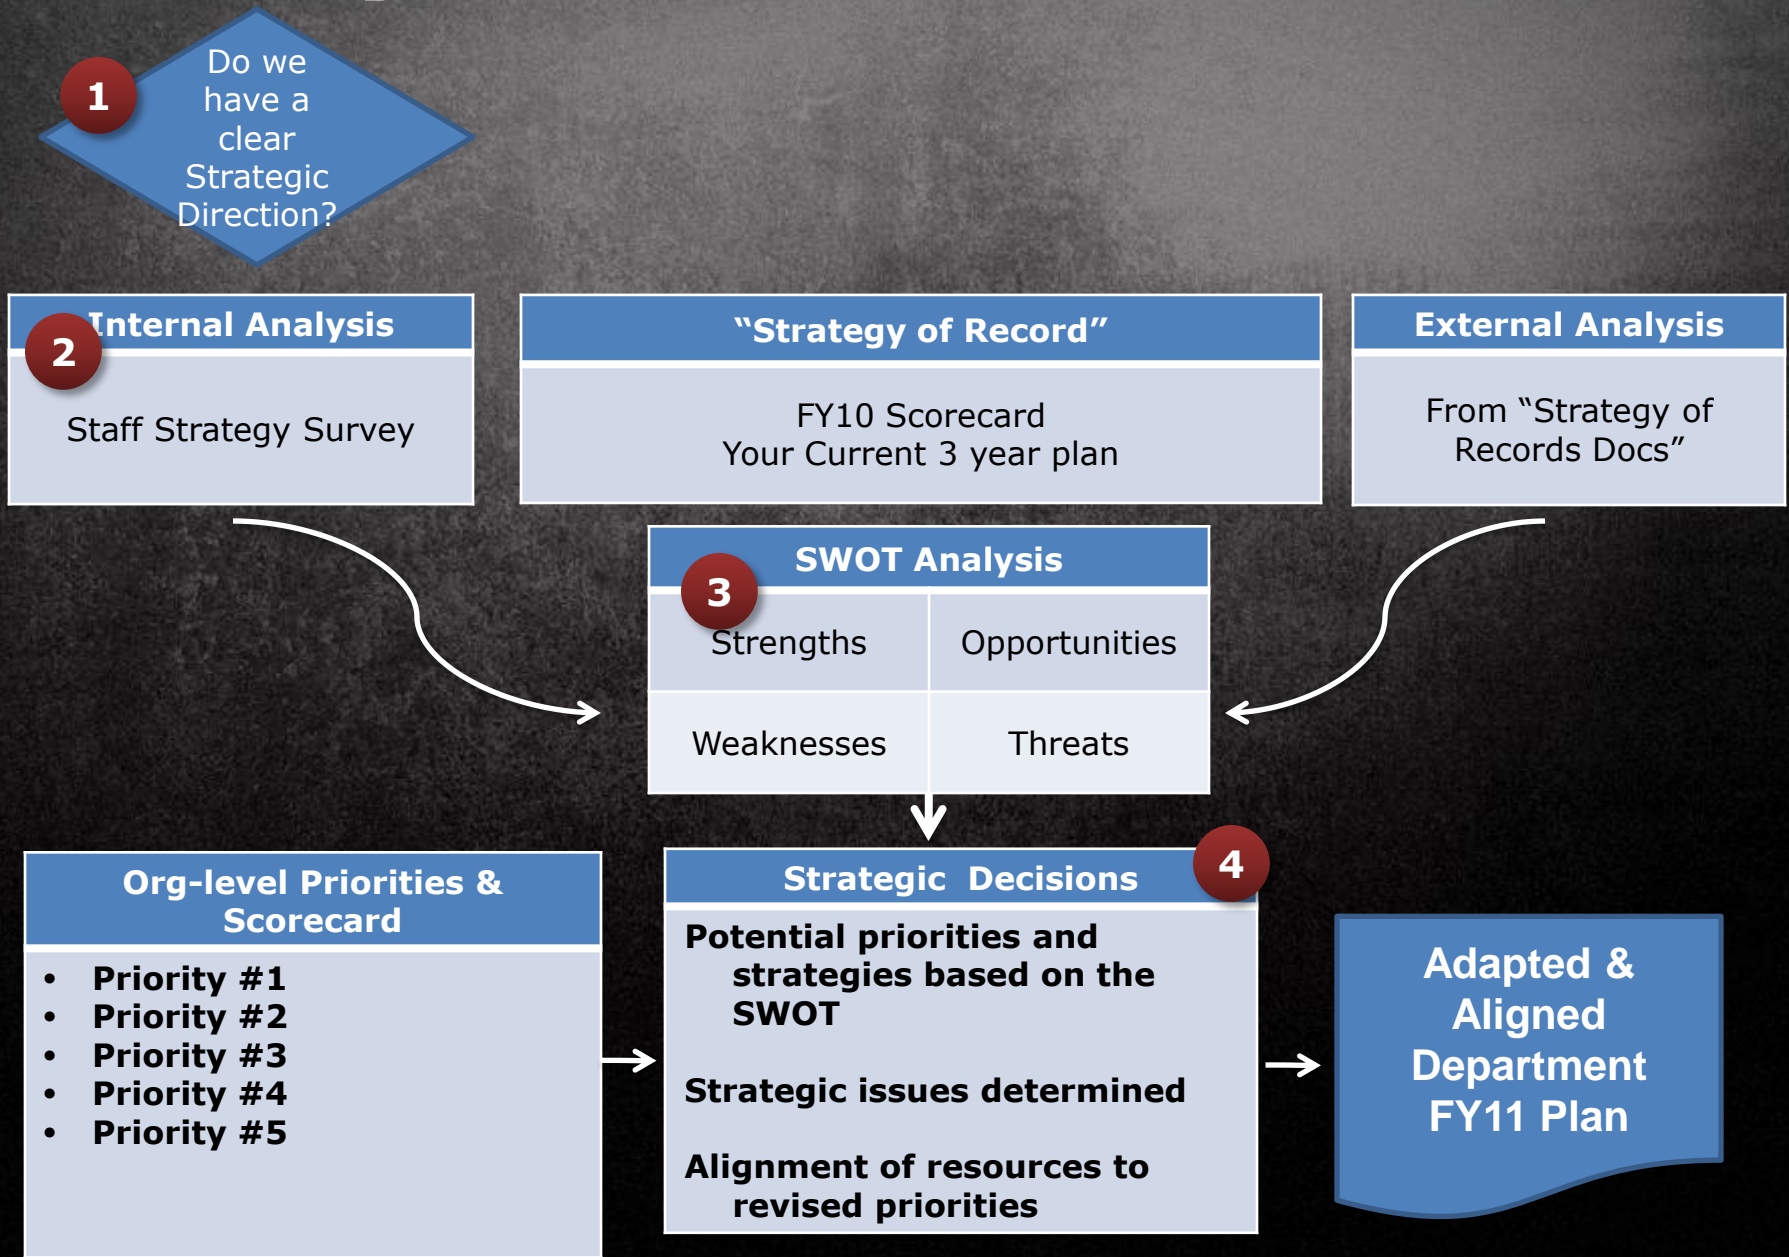 1
Do we
have a
clear
Strategic
Direction?
Internal Analysis
2
Staff Strategy Survey
“Strategy of Record”
FY10 Scorecard
Your Current 3 year plan
External Analysis
From “Strategy of
Records Docs”
SWOT Analysis
3
Strengths
Opportunities
Weaknesses
Threats
Org-level Priorities &
Scorecard
• Priority #1
• Priority #2
• Priority #3
• Priority #4
• Priority #5
Strategic Decisions
4
Potential priorities and
strategies based on the
SWOT
Strategic issues determined
Alignment of resources to
revised priorities
Adapted &
Aligned
Department
FY11 Plan